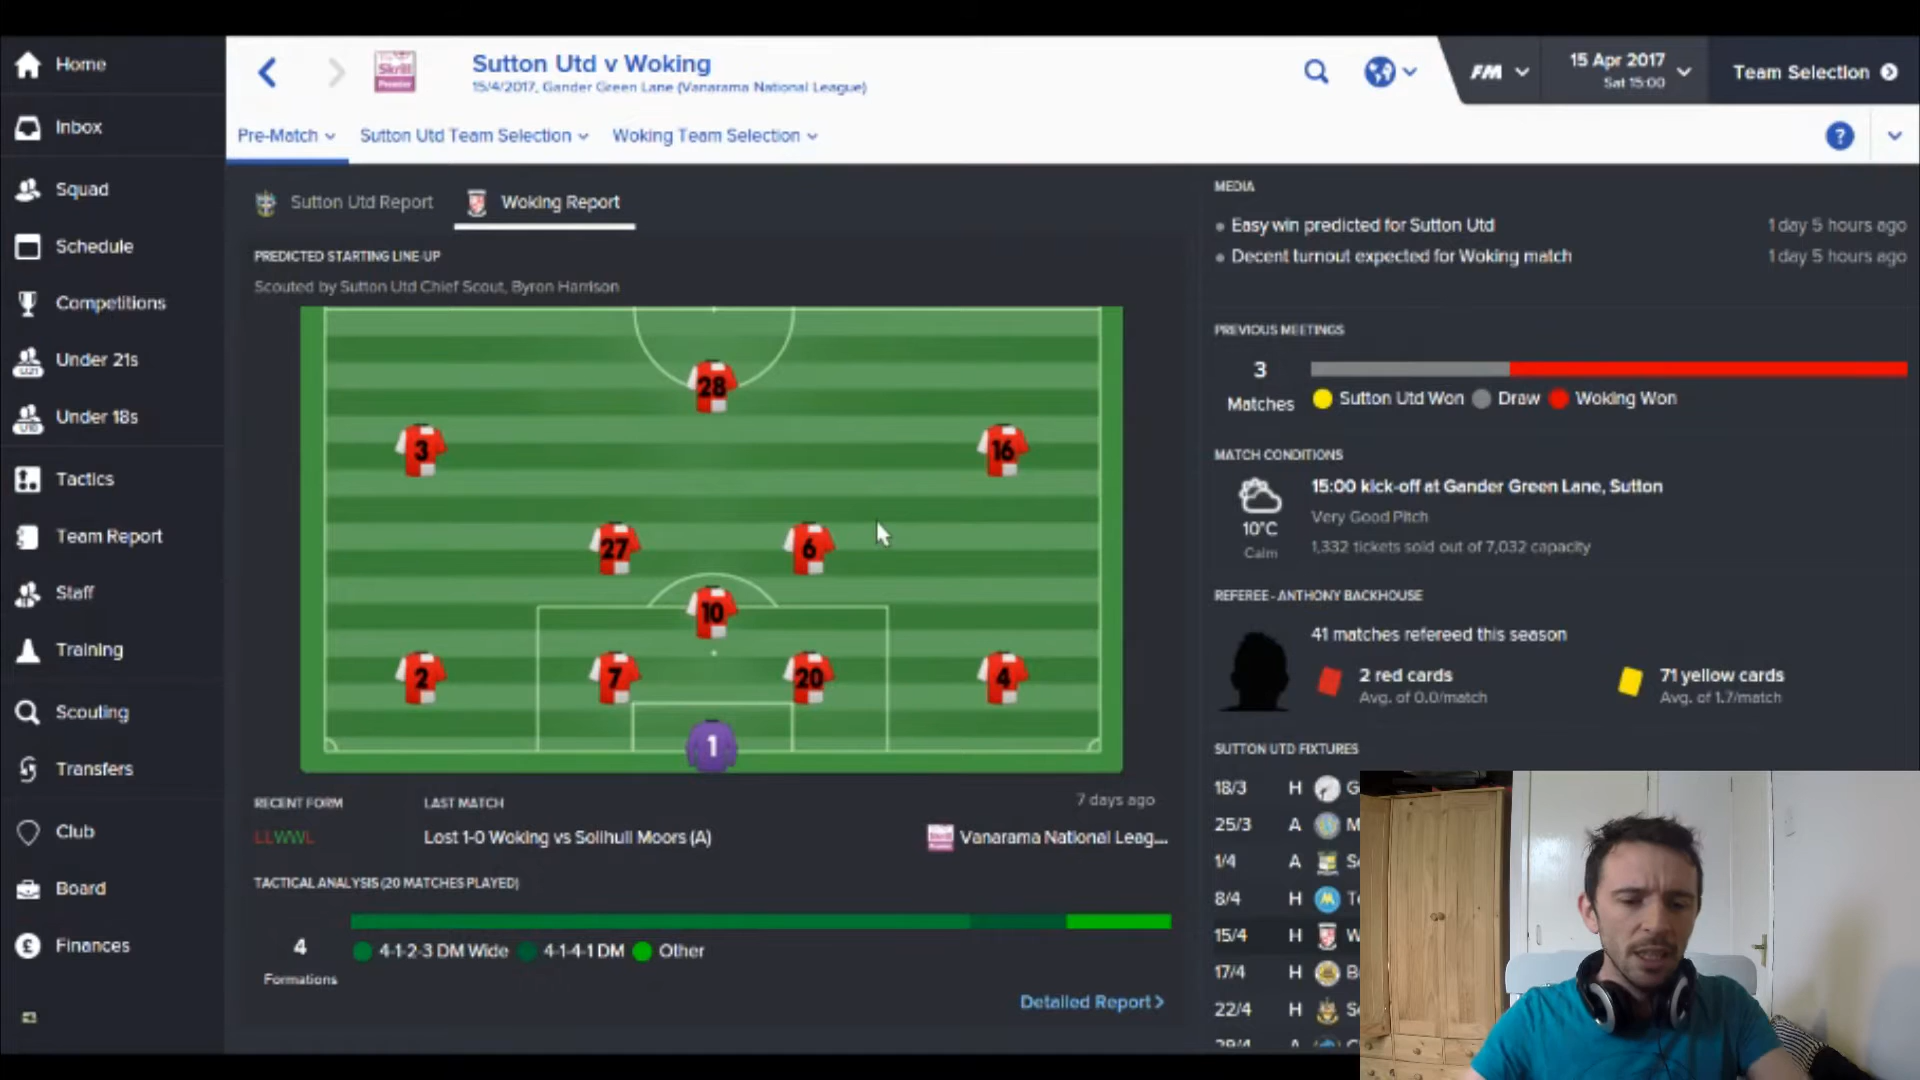 Home
Inbox
Squad
Schedule
Competitions
Under 21s
Under 18s
Tactics
Team Report
Staff
Training
Scouting
Transfers
Club
Board
Finances
Skrill
Premier
Sutton Utd v Woking
15/4/2017, Gander Green Lane (Vanarama National League)
FM
15 Apr 2017
Sat 15:00
Team Selection
Pre-Match
Sutton Utd Team Selection
Woking Team Selection
?
Sutton Utd Report
Woking Report
PREDICTED STARTING LINE-UP
Scouted by Sutton Utd Chief Scout, Byron Harrison
28
3
16
27
6
10
2
7
20
4
1
RECENT FORM
LLWWL
LAST MATCH
7 days ago
Lost 1-0 Woking vs Solihull Moors (A)
Vanarama National Leag...
TACTICAL ANALYSIS (20 MATCHES PLAYED)
4
Formations
4-1-2-3 DM Wide
4-1-4-1 DM
Other
Detailed Report >
MEDIA
Easy win predicted for Sutton Utd
1 day 5 hours ago
Decent turnout expected for Woking match
1 day 5 hours ago
PREVIOUS MEETINGS
3
Matches
Sutton Utd Won
Draw
Woking Won
MATCH CONDITIONS
10°C
Calm
15:00 kick-off at Gander Green Lane, Sutton
Very Good Pitch
1,332 tickets sold out of 7,032 capacity
REFEREE - ANTHONY BACKHOUSE
41 matches refereed this season
2 red cards
Avg. of 0.0/match
71 yellow cards
Avg. of 1.7/match
SUTTON UTD FIXTURES
18/3 H G
25/3 A M
1/4 A S
8/4 H T
15/4 H W
17/4 H B
22/4 H S
29/4 A